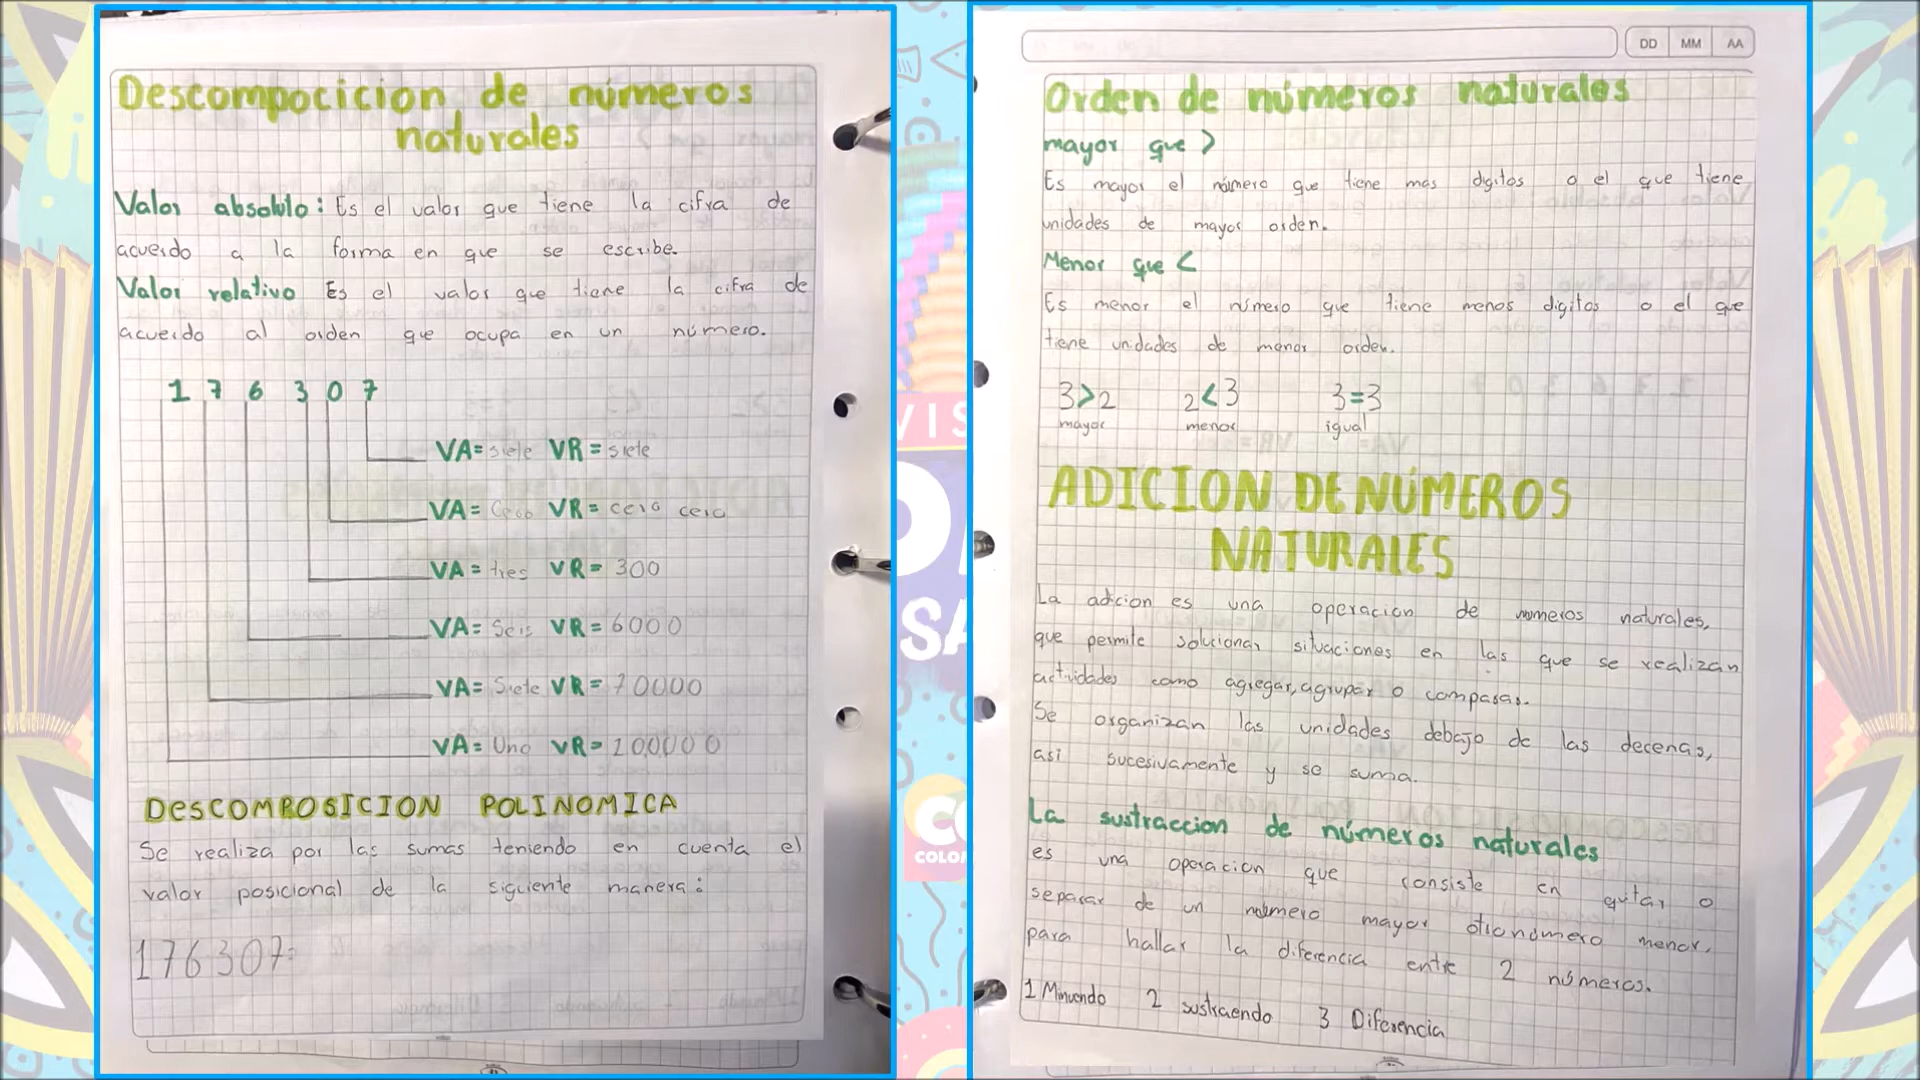 Descompocicion de números
naturales
Valor absoluto: Es el valor que tiene la cifra de
acuerdo a la forma en que se escribe.
Valor relativo Es el valor que tiene la cifra de
acuerdo al orden que ocupa en un número.
1 7 6 3 0 7
VA= siete VR = siete
VA= Cero VR = cero cero
VA = tres VR = 300
VA= Seis VR = 6000
VA= Siete VR = 70000
VA= Uno VR = 100000
DESCOMPOSICION POLINOMICA
Se realiza por las sumas teniendo en cuenta el
valor posicional de la siguiente manera:
176307=
DD MM AA
Orden de números naturales
mayor que >
Es mayor el número que tiene mas digitos o el que tiene
unidades de mayor orden.
Menor que <
Es menor el número que tiene menos digitos o el que
tiene unidades de menor orden.
3>2 2<3 3=3
mayor menor igual
ADICION DE NÚMEROS
NATURALES
La adicion es una operacion de numeros naturales,
que permite solucionar situaciones en las que se realizan
actividades como agregar, agrupar o comparar.
Se organizan las unidades debajo de las decenas,
asi sucesivamente y se suma.
La sustraccion de números naturales
es una operacion que consiste en quitar o
separar de un número mayor otro número menor,
para hallar la diferencia entre 2 números.
1 Minuendo 2 sustraendo 3 Diferencia
VIS
SA
CO
COLOM